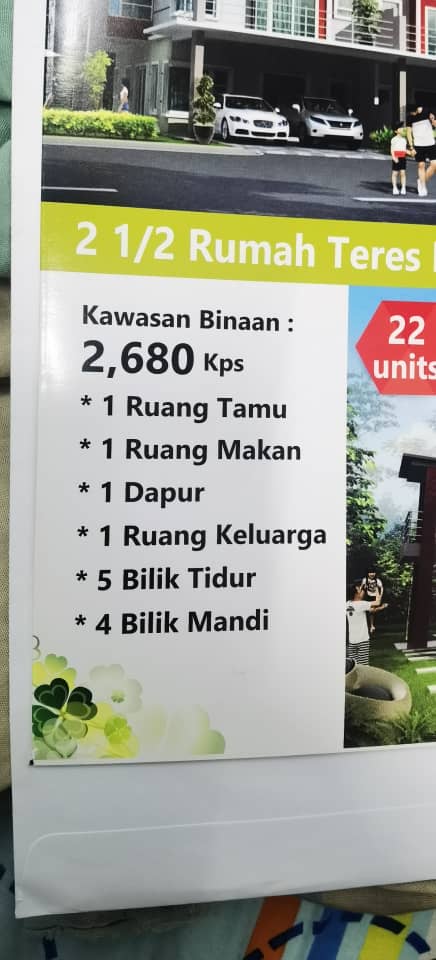 2 1/2 Rumah Teres
Kawasan Binaan :
2,680 Kps
* 1 Ruang Tamu
* 1 Ruang Makan
* 1 Dapur
* 1 Ruang Keluarga
* 5 Bilik Tidur
* 4 Bilik Mandi
22
units